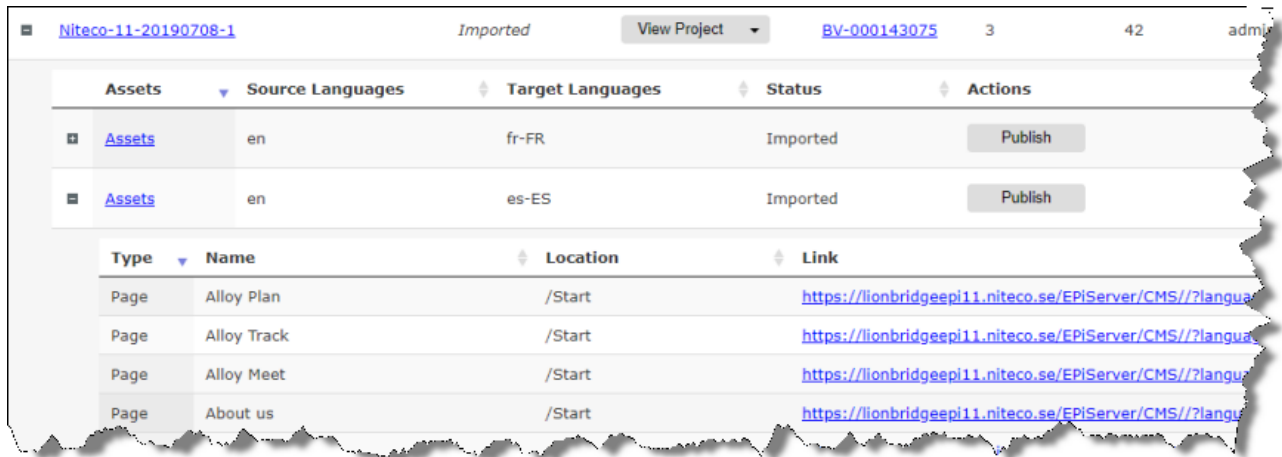 Niteco-11-20190708-1 Imported View Project BV-000143075 3 42
Assets Source Languages Target Languages Status Actions
Assets en fr-FR Imported Publish
Assets en es-ES Imported Publish
Type Name Location Link
Page Alloy Plan /Start https://lionbridgeepi11.niteco.se/EPiServer/CMS//?langua
Page Alloy Track /Start https://lionbridgeepi11.niteco.se/EPiServer/CMS//?langua
Page Alloy Meet /Start https://lionbridgeepi11.niteco.se/EPiServer/CMS//?langu
Page About us /Start https://lionbridgeepi11.niteco.se/EPiServer/CMS//?langu